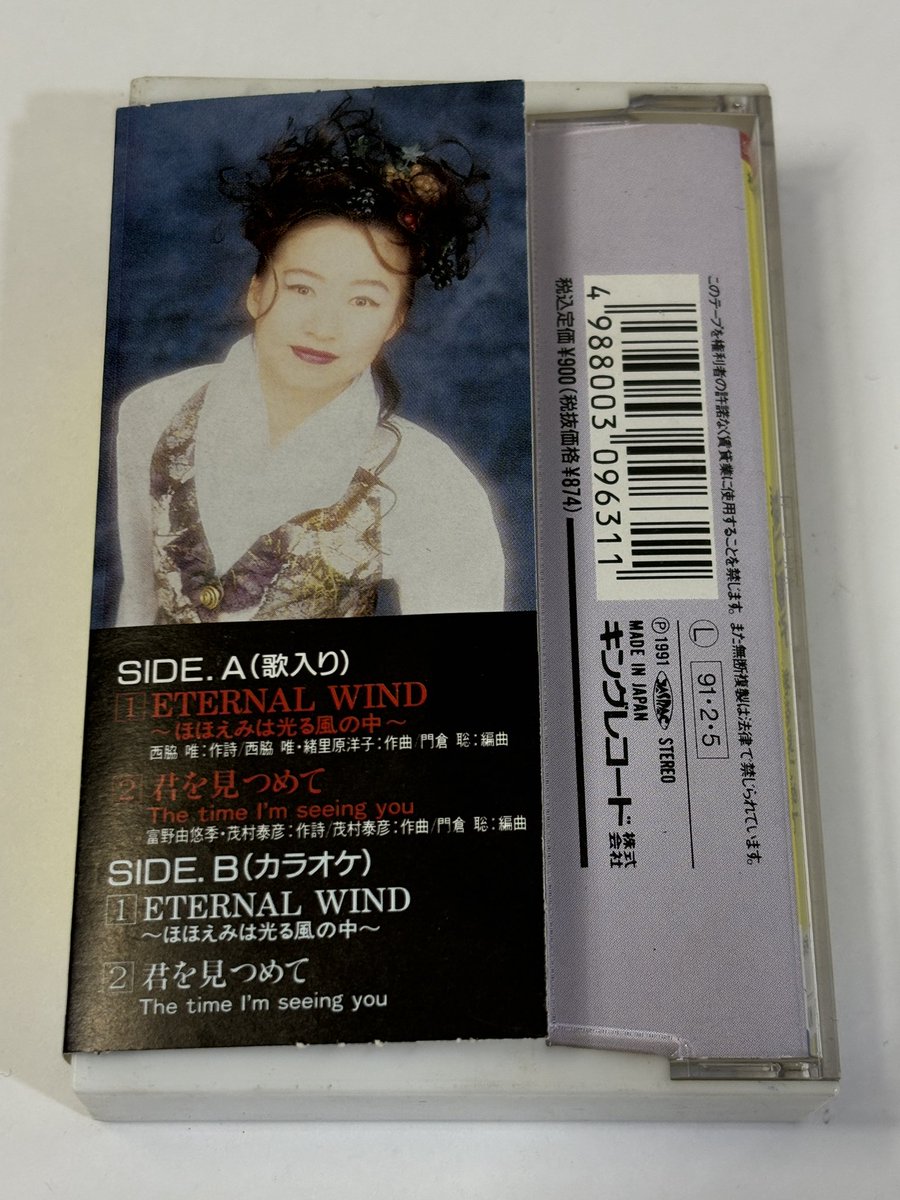 SIDE.A(歌入り)
1 ETERNAL WIND
～ほほえみは光る風の中～
西脇 唯:作詩/西脇 唯・緒里原洋子:作曲/門倉 聡:編曲
2 君を見つめて
The time I'm seeing you
富野由悠季・茂村泰彦:作詩/茂村泰彦:作曲/門倉 聡:編曲
SIDE.B(カラオケ)
1 ETERNAL WIND
～ほほえみは光る風の中～
2 君を見つめて
The time I'm seeing you
このテープを権利者の許諾なく賃貸業に使用することを禁じます。また無断複製は法律で禁じられています。
4 988003 096311
税込定価¥900(税抜価格¥874)
Ⓛ 91・2・5
Ⓟ 1991 JASRAC STEREO
MADE IN JAPAN
キングレコード株式会社